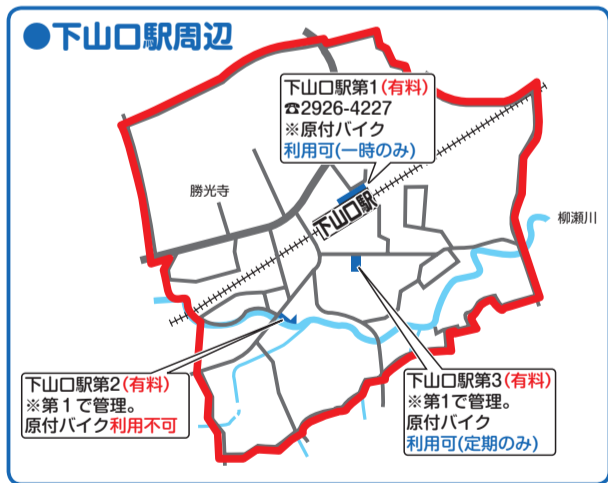 ●下山口駅周辺
下山口駅第1(有料)
☎2926-4227
※原付バイク
利用可(一時のみ)
勝光寺
下山口駅
柳瀬川
下山口駅第2(有料)
※第1で管理。
原付バイク利用不可
下山口駅第3(有料)
※第1で管理。
原付バイク
利用可(定期のみ)